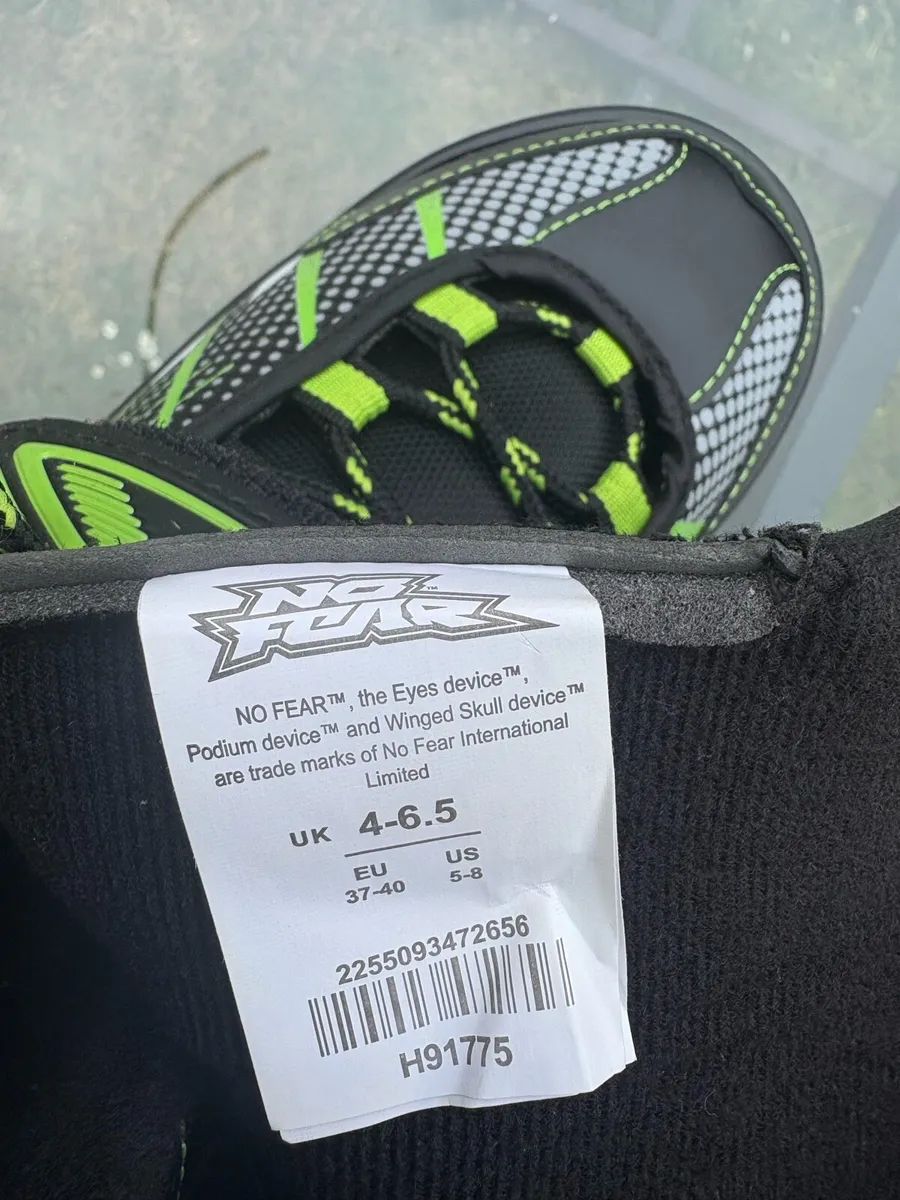 NO
FEAR™
NO FEAR™, the Eyes device™,
Podium device™ and Winged Skull device™
are trade marks of No Fear International
Limited
UK 4-6.5
EU US
37-40 5-8
2255093472656
H91775